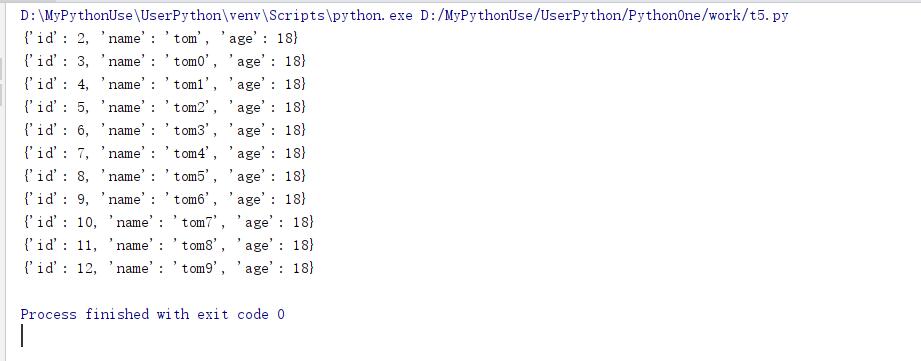 D:\MyPythonUse\UserPython\venv\Scripts\python.exe D:/MyPythonUse/UserPython/PythonOne/work/t5.py
{'id': 2, 'name': 'tom', 'age': 18}
{'id': 3, 'name': 'tom0', 'age': 18}
{'id': 4, 'name': 'tom1', 'age': 18}
{'id': 5, 'name': 'tom2', 'age': 18}
{'id': 6, 'name': 'tom3', 'age': 18}
{'id': 7, 'name': 'tom4', 'age': 18}
{'id': 8, 'name': 'tom5', 'age': 18}
{'id': 9, 'name': 'tom6', 'age': 18}
{'id': 10, 'name': 'tom7', 'age': 18}
{'id': 11, 'name': 'tom8', 'age': 18}
{'id': 12, 'name': 'tom9', 'age': 18}
Process finished with exit code 0